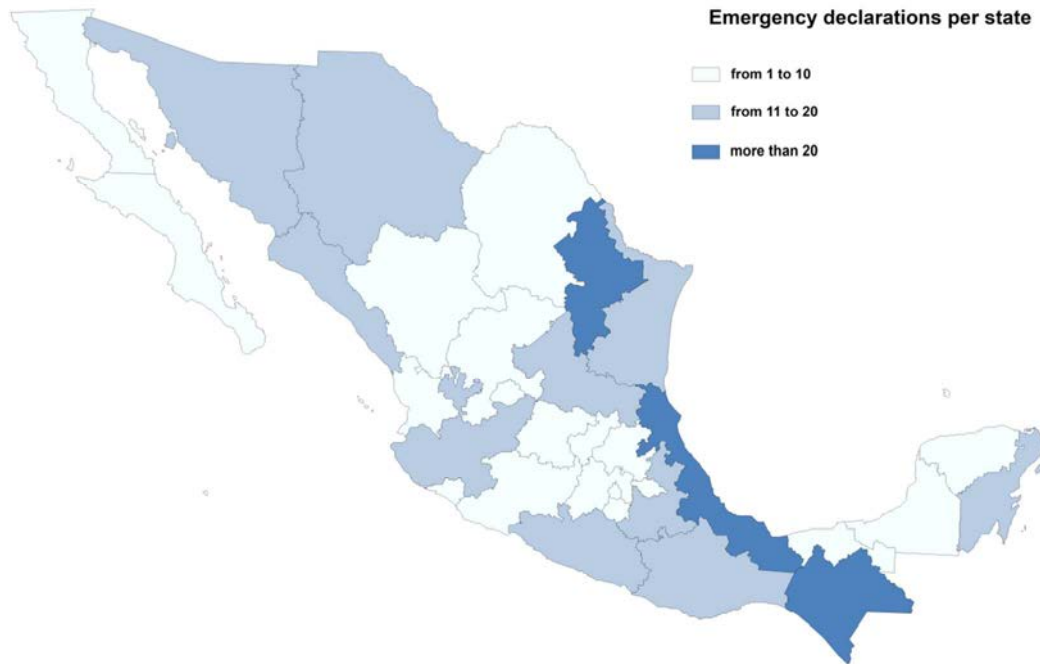 Emergency declarations per state
from 1 to 10
from 11 to 20
more than 20